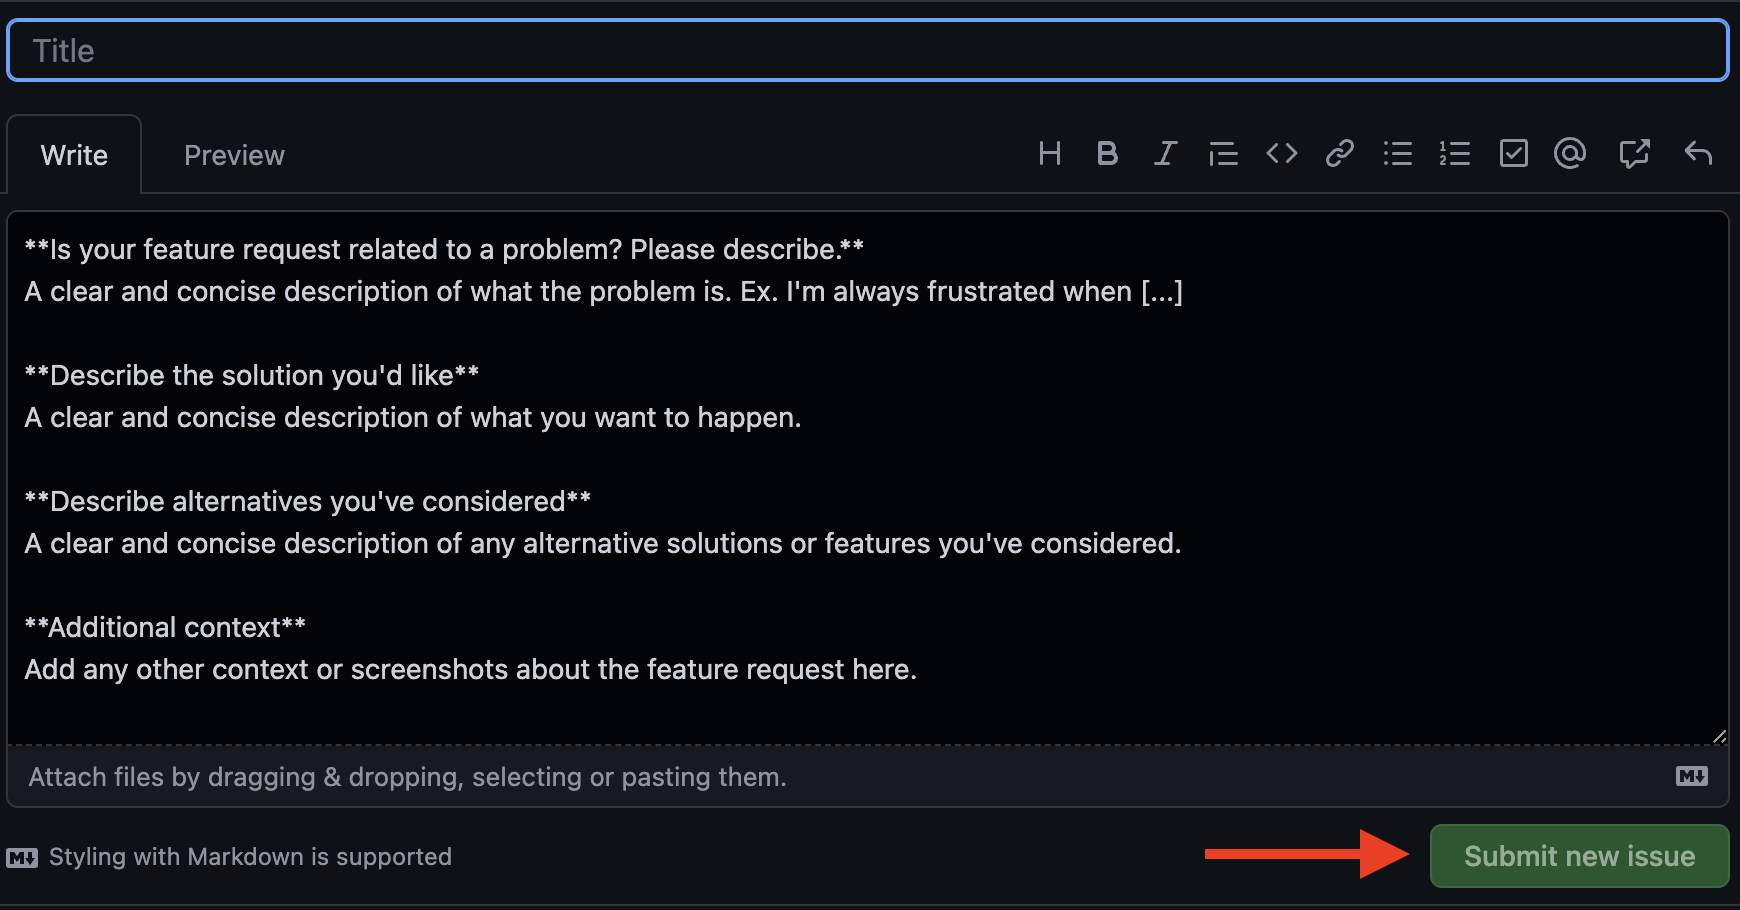 Title
Write
Preview
**Is your feature request related to a problem? Please describe.**
A clear and concise description of what the problem is. Ex. I'm always frustrated when [...]
**Describe the solution you'd like**
A clear and concise description of what you want to happen.
**Describe alternatives you've considered**
A clear and concise description of any alternative solutions or features you've considered.
**Additional context**
Add any other context or screenshots about the feature request here.
Attach files by dragging & dropping, selecting or pasting them.
Styling with Markdown is supported
Submit new issue